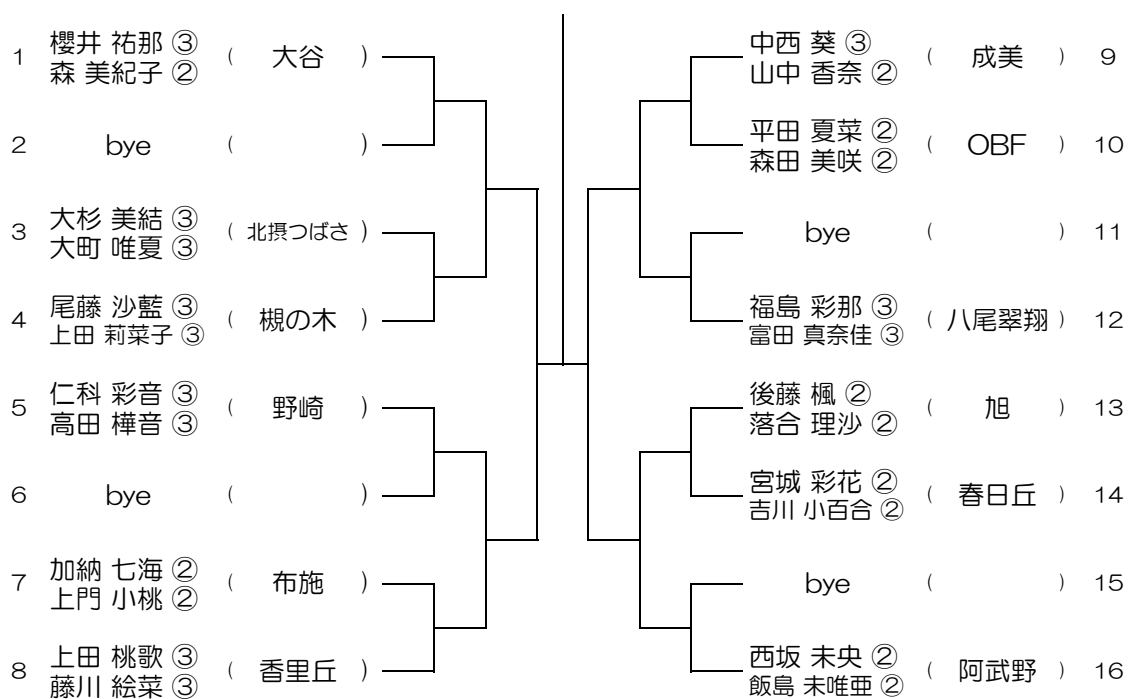 1 櫻井 祐那 ③
森 美紀子 ② ( 大谷 )
2 bye ( )
3 大杉 美結 ③
大町 唯夏 ③ ( 北摂つばさ )
4 尾藤 沙藍 ③
上田 莉菜子 ③ ( 槻の木 )
5 仁科 彩音 ③
高田 樺音 ③ ( 野崎 )
6 bye ( )
7 加納 七海 ②
上門 小桃 ② ( 布施 )
8 上田 桃歌 ③
藤川 絵菜 ③ ( 香里丘 )
中西 葵 ③
山中 香奈 ② ( 成美 ) 9
平田 夏菜 ②
森田 美咲 ② ( OBF ) 10
bye ( ) 11
福島 彩那 ③
富田 真奈佳 ③ ( 八尾翠翔 ) 12
後藤 楓 ②
落合 理沙 ② ( 旭 ) 13
宮城 彩花 ②
吉川 小百合 ② ( 春日丘 ) 14
bye ( ) 15
西坂 未央 ②
飯島 未唯亜 ② ( 阿武野 ) 16